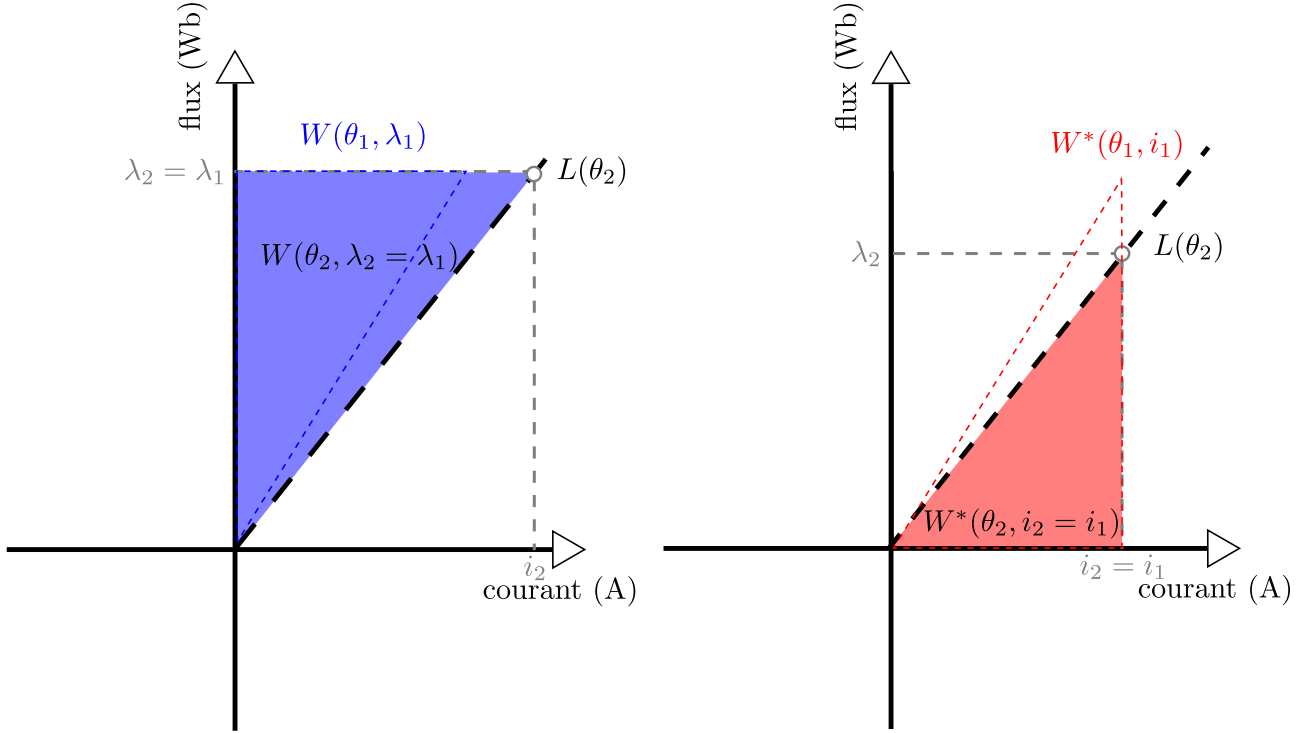 flux (Wb)
W(θ₁, λ₁)
λ₂ = λ₁
L(θ₂)
W(θ₂, λ₂ = λ₁)
i₂
courant (A)
flux (Wb)
W*(θ₁, i₁)
λ₂
L(θ₂)
W*(θ₂, i₂ = i₁)
i₂ = i₁
courant (A)